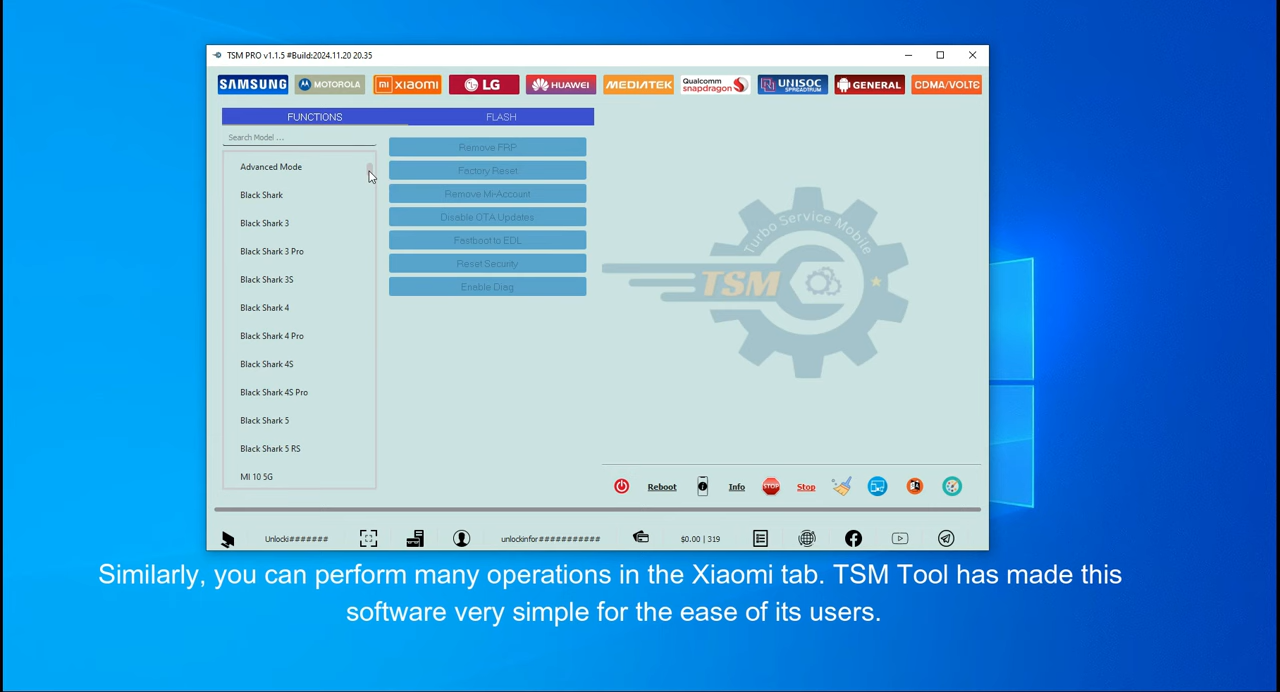 TSM PRO v1.1.5 #Build:2024.11.20 20.35
SAMSUNG MOTOROLA mi xiaomi LG HUAWEI MEDIATEK Qualcomm snapdragon UNISOC SPREADTRUM GENERAL CDMA/VOLTE
FUNCTIONS FLASH
Search Model ...
Advanced Mode
Black Shark
Black Shark 3
Black Shark 3 Pro
Black Shark 3S
Black Shark 4
Black Shark 4 Pro
Black Shark 4S
Black Shark 4S Pro
Black Shark 5
Black Shark 5 RS
MI 10 5G
Remove FRP
Factory Reset
Remove Mi-Account
Disable OTA Updates
Fastboot to EDL
Reset Security
Enable Diag
Turbo Service Mobile
TSM
Reboot Info STOP Stop
Unlocki####### unlockinfor########### $0.00 | 319
Similarly, you can perform many operations in the Xiaomi tab. TSM Tool has made this
software very simple for the ease of its users.